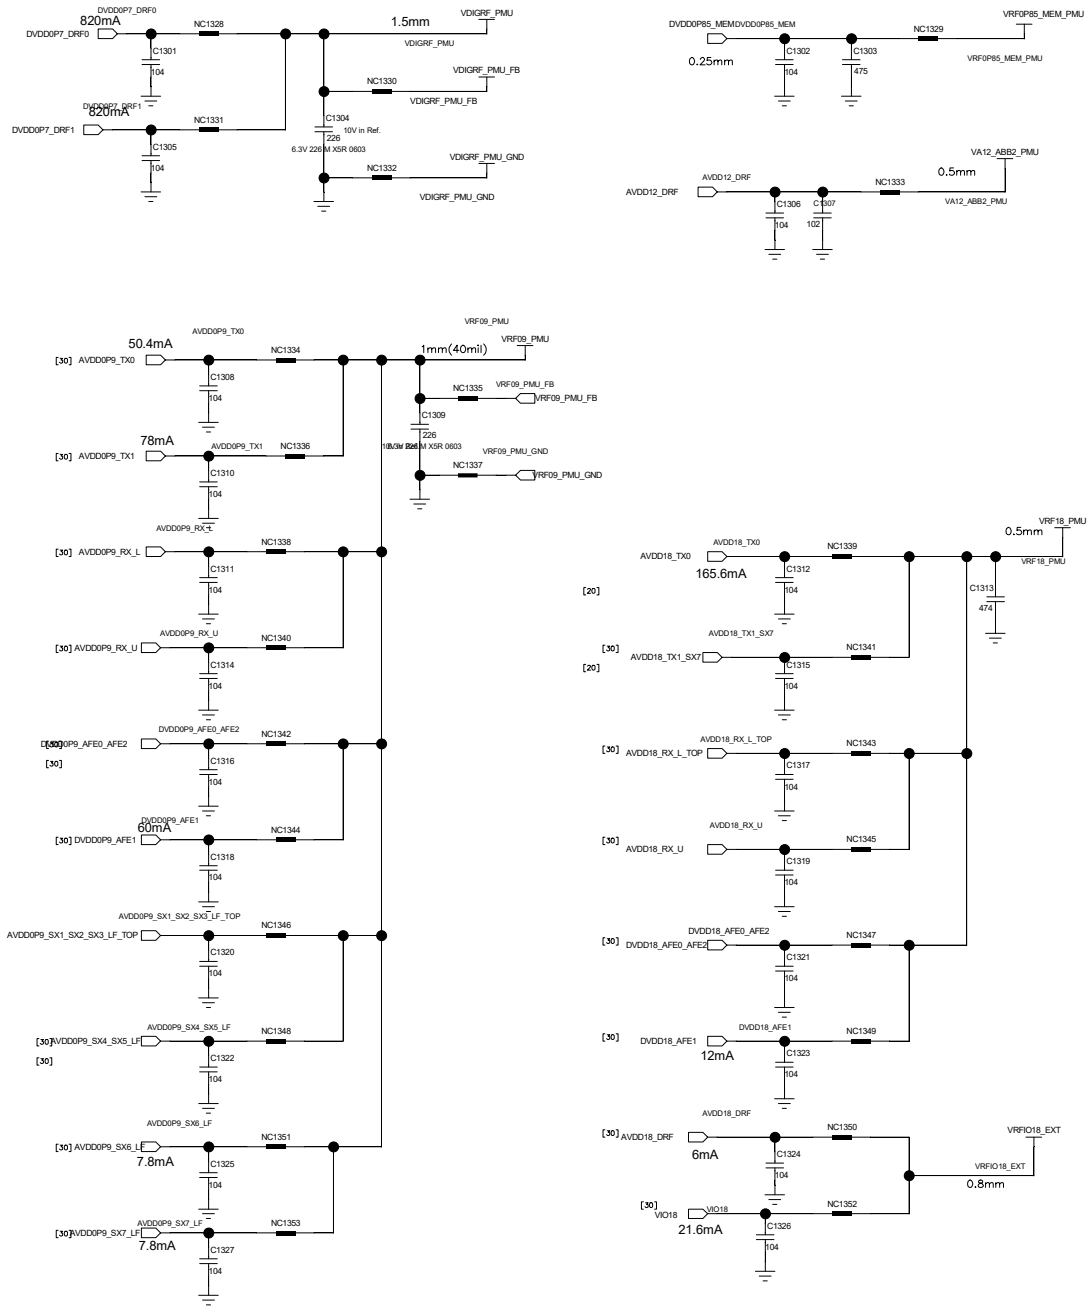 DVDD0P7_DRF0
820mA
DVDD0P7_DRF0
NC1328
C1301
104
1.5mm
VDIGRF_PMU
VDIGRF_PMU
VDIGRF_PMU_FB
NC1330
VDIGRF_PMU_FB
DVDD0P7_DRF1
820mA
DVDD0P7_DRF1
NC1331
C1305
104
C1304
10V in Ref.
226
6.3V 226 M X5R 0603
VDIGRF_PMU_GND
NC1332
VDIGRF_PMU_GND
DVDD0P85_MEM
DVDD0P85_MEM
0.25mm
C1302
104
C1303
475
NC1329
VRF0P85_MEM_PMU
VRF0P85_MEM_PMU
AVDD12_DRF
AVDD12_DRF
C1306
104
C1307
102
NC1333
0.5mm
VA12_ABB2_PMU
VA12_ABB2_PMU
AVDD0P9_TX0
50.4mA
[30] AVDD0P9_TX0
NC1334
C1308
104
VRF09_PMU
VRF09_PMU
1mm(40mil)
NC1335
VRF09_PMU_FB
VRF09_PMU_FB
C1309
226
78mA
[30] AVDD0P9_TX1
AVDD0P9_TX1
NC1336
C1310
104
NC1337
VRF09_PMU_GND
VRF09_PMU_GND
AVDD0P9_RX_L
[30] AVDD0P9_RX_L
NC1338
C1311
104
AVDD0P9_RX_U
[30] AVDD0P9_RX_U
NC1340
C1314
104
DVDD0P9_AFE0_AFE2
[30]
DVDD0P9_AFE0_AFE2
[30]
NC1342
C1316
104
DVDD0P9_AFE1
60mA
[30] DVDD0P9_AFE1
NC1344
C1318
104
AVDD0P9_SX1_SX2_SX3_LF_TOP
AVDD0P9_SX1_SX2_SX3_LF_TOP
NC1346
C1320
104
AVDD0P9_SX4_SX5_LF
[30] AVDD0P9_SX4_SX5_LF
[30]
NC1348
C1322
104
AVDD0P9_SX6_LF
[30] AVDD0P9_SX6_LF
7.8mA
NC1351
C1325
104
AVDD0P9_SX7_LF
[30] AVDD0P9_SX7_LF
7.8mA
NC1353
C1327
104
AVDD18_TX0
AVDD18_TX0
165.6mA
[20]
NC1339
C1312
104
0.5mm
VRF18_PMU
VRF18_PMU
C1313
474
AVDD18_TX1_SX7
[30]
AVDD18_TX1_SX7
[20]
NC1341
C1315
104
AVDD18_RX_L_TOP
[30] AVDD18_RX_L_TOP
NC1343
C1317
104
AVDD18_RX_U
[30] AVDD18_RX_U
NC1345
C1319
104
DVDD18_AFE0_AFE2
[30] DVDD18_AFE0_AFE2
NC1347
C1321
104
DVDD18_AFE1
[30] DVDD18_AFE1
12mA
NC1349
C1323
104
AVDD18_DRF
[30] AVDD18_DRF
6mA
NC1350
C1324
104
VRFIO18_EXT
VRFIO18_EXT
0.8mm
[30]
VIO18
VIO18
21.6mA
NC1352
C1326
104